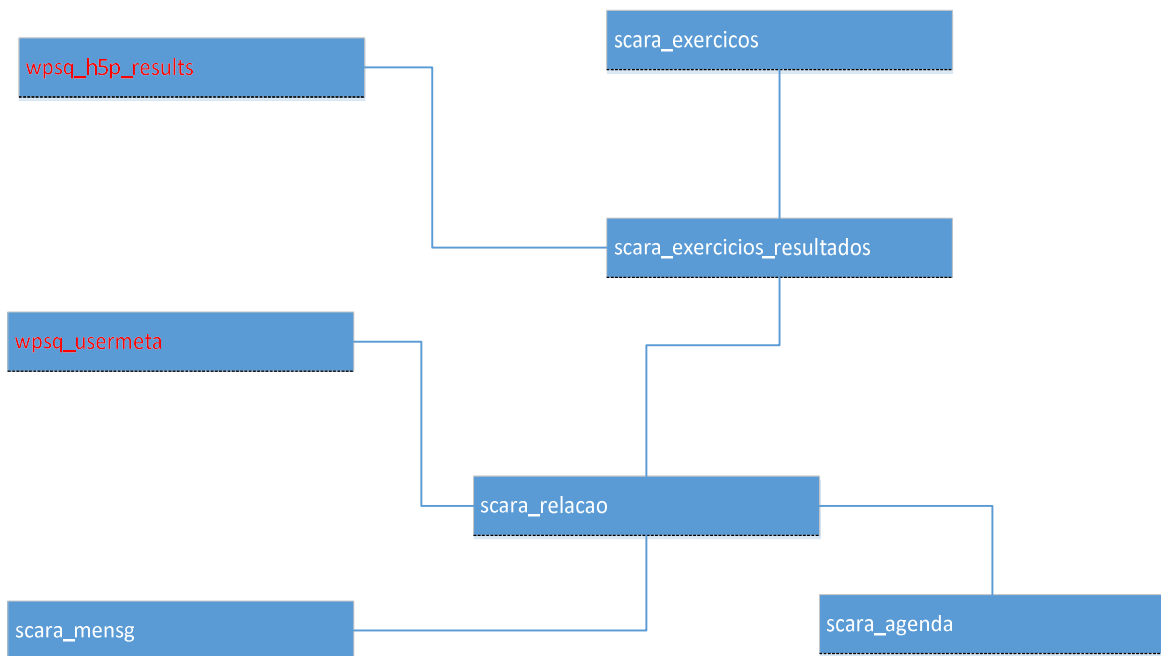 scara_exercicos
wpsq_h5p_results
scara_exercicios_resultados
wpsq_usermeta
scara_relacao
scara_mensg
scara_agenda